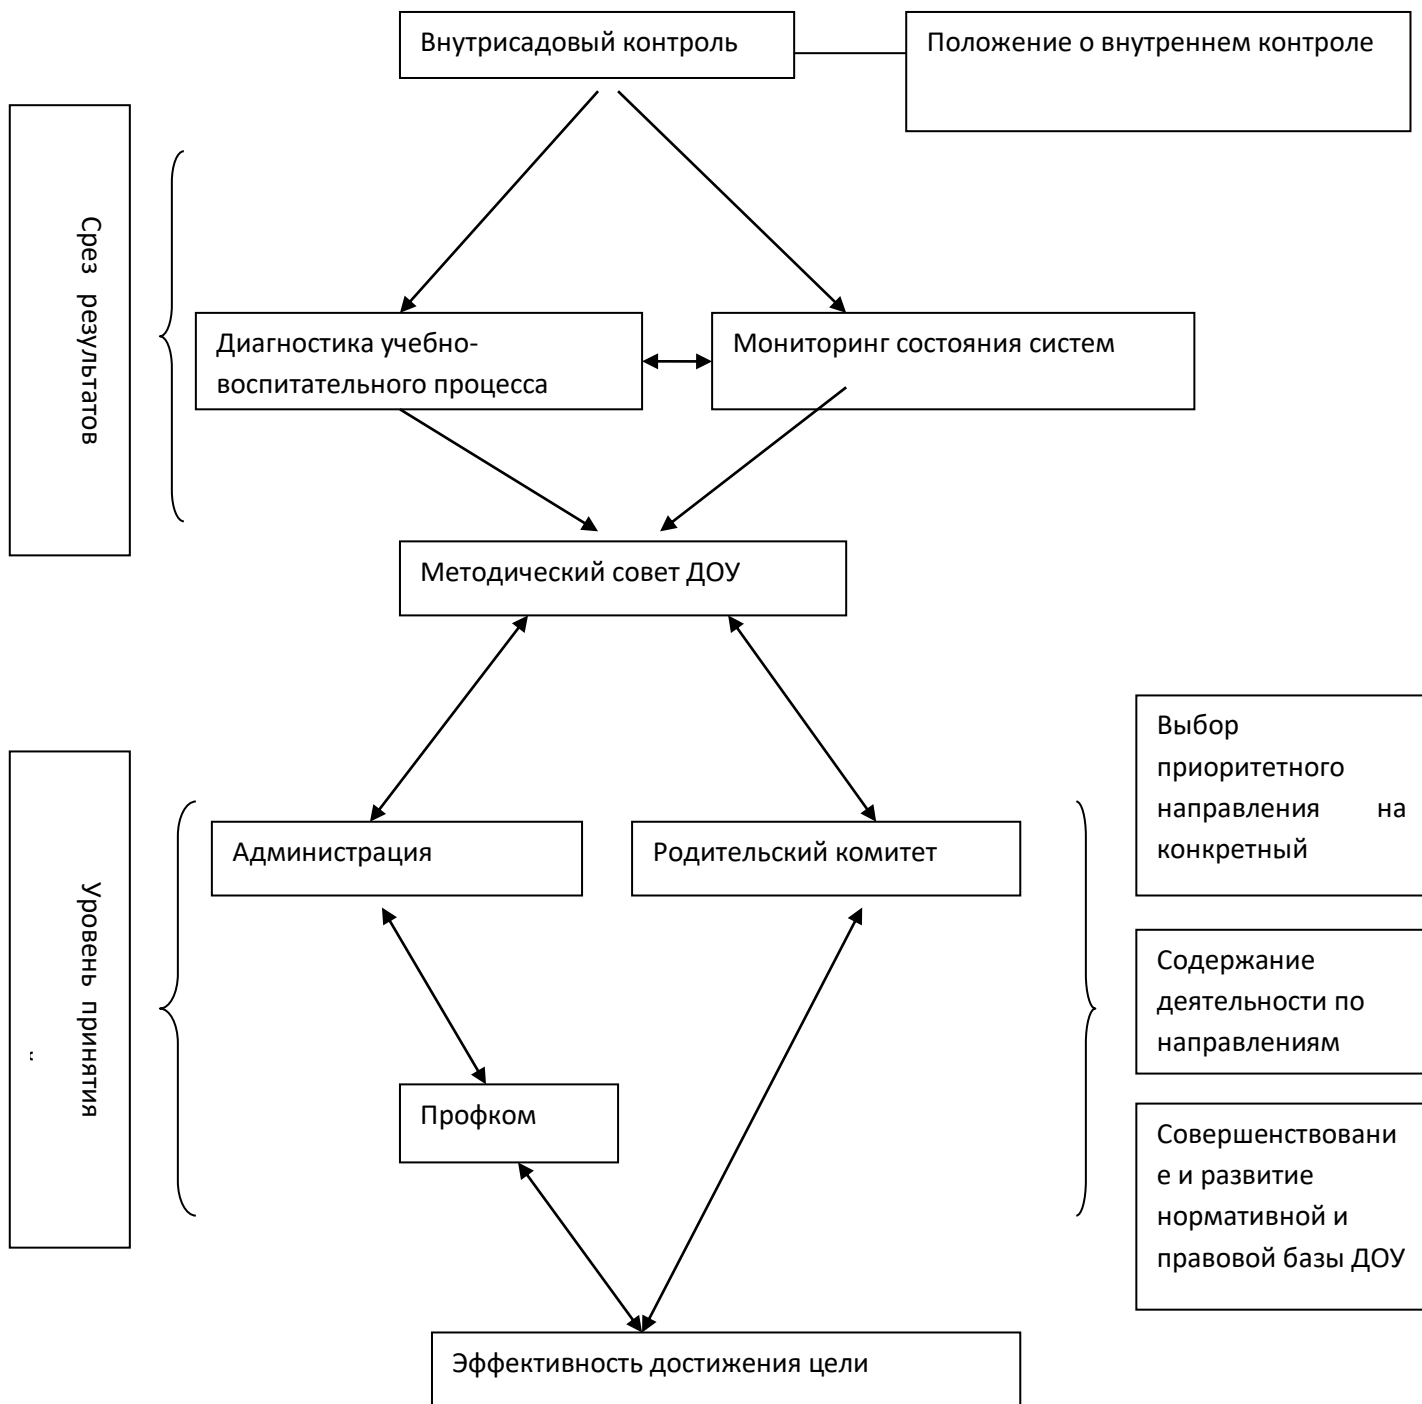 Внутрисадовый контроль
Положение о внутреннем контроле
Срез результатов
Диагностика учебно-
воспитательного процесса
Мониторинг состояния систем
Методический совет ДОУ
Выбор
приоритетного
направления на
конкретный
Уровень принятия
Администрация
Родительский комитет
Содержание
деятельности по
направлениям
Профком
Совершенствовани
е и развитие
нормативной и
правовой базы ДОУ
Эффективность достижения цели